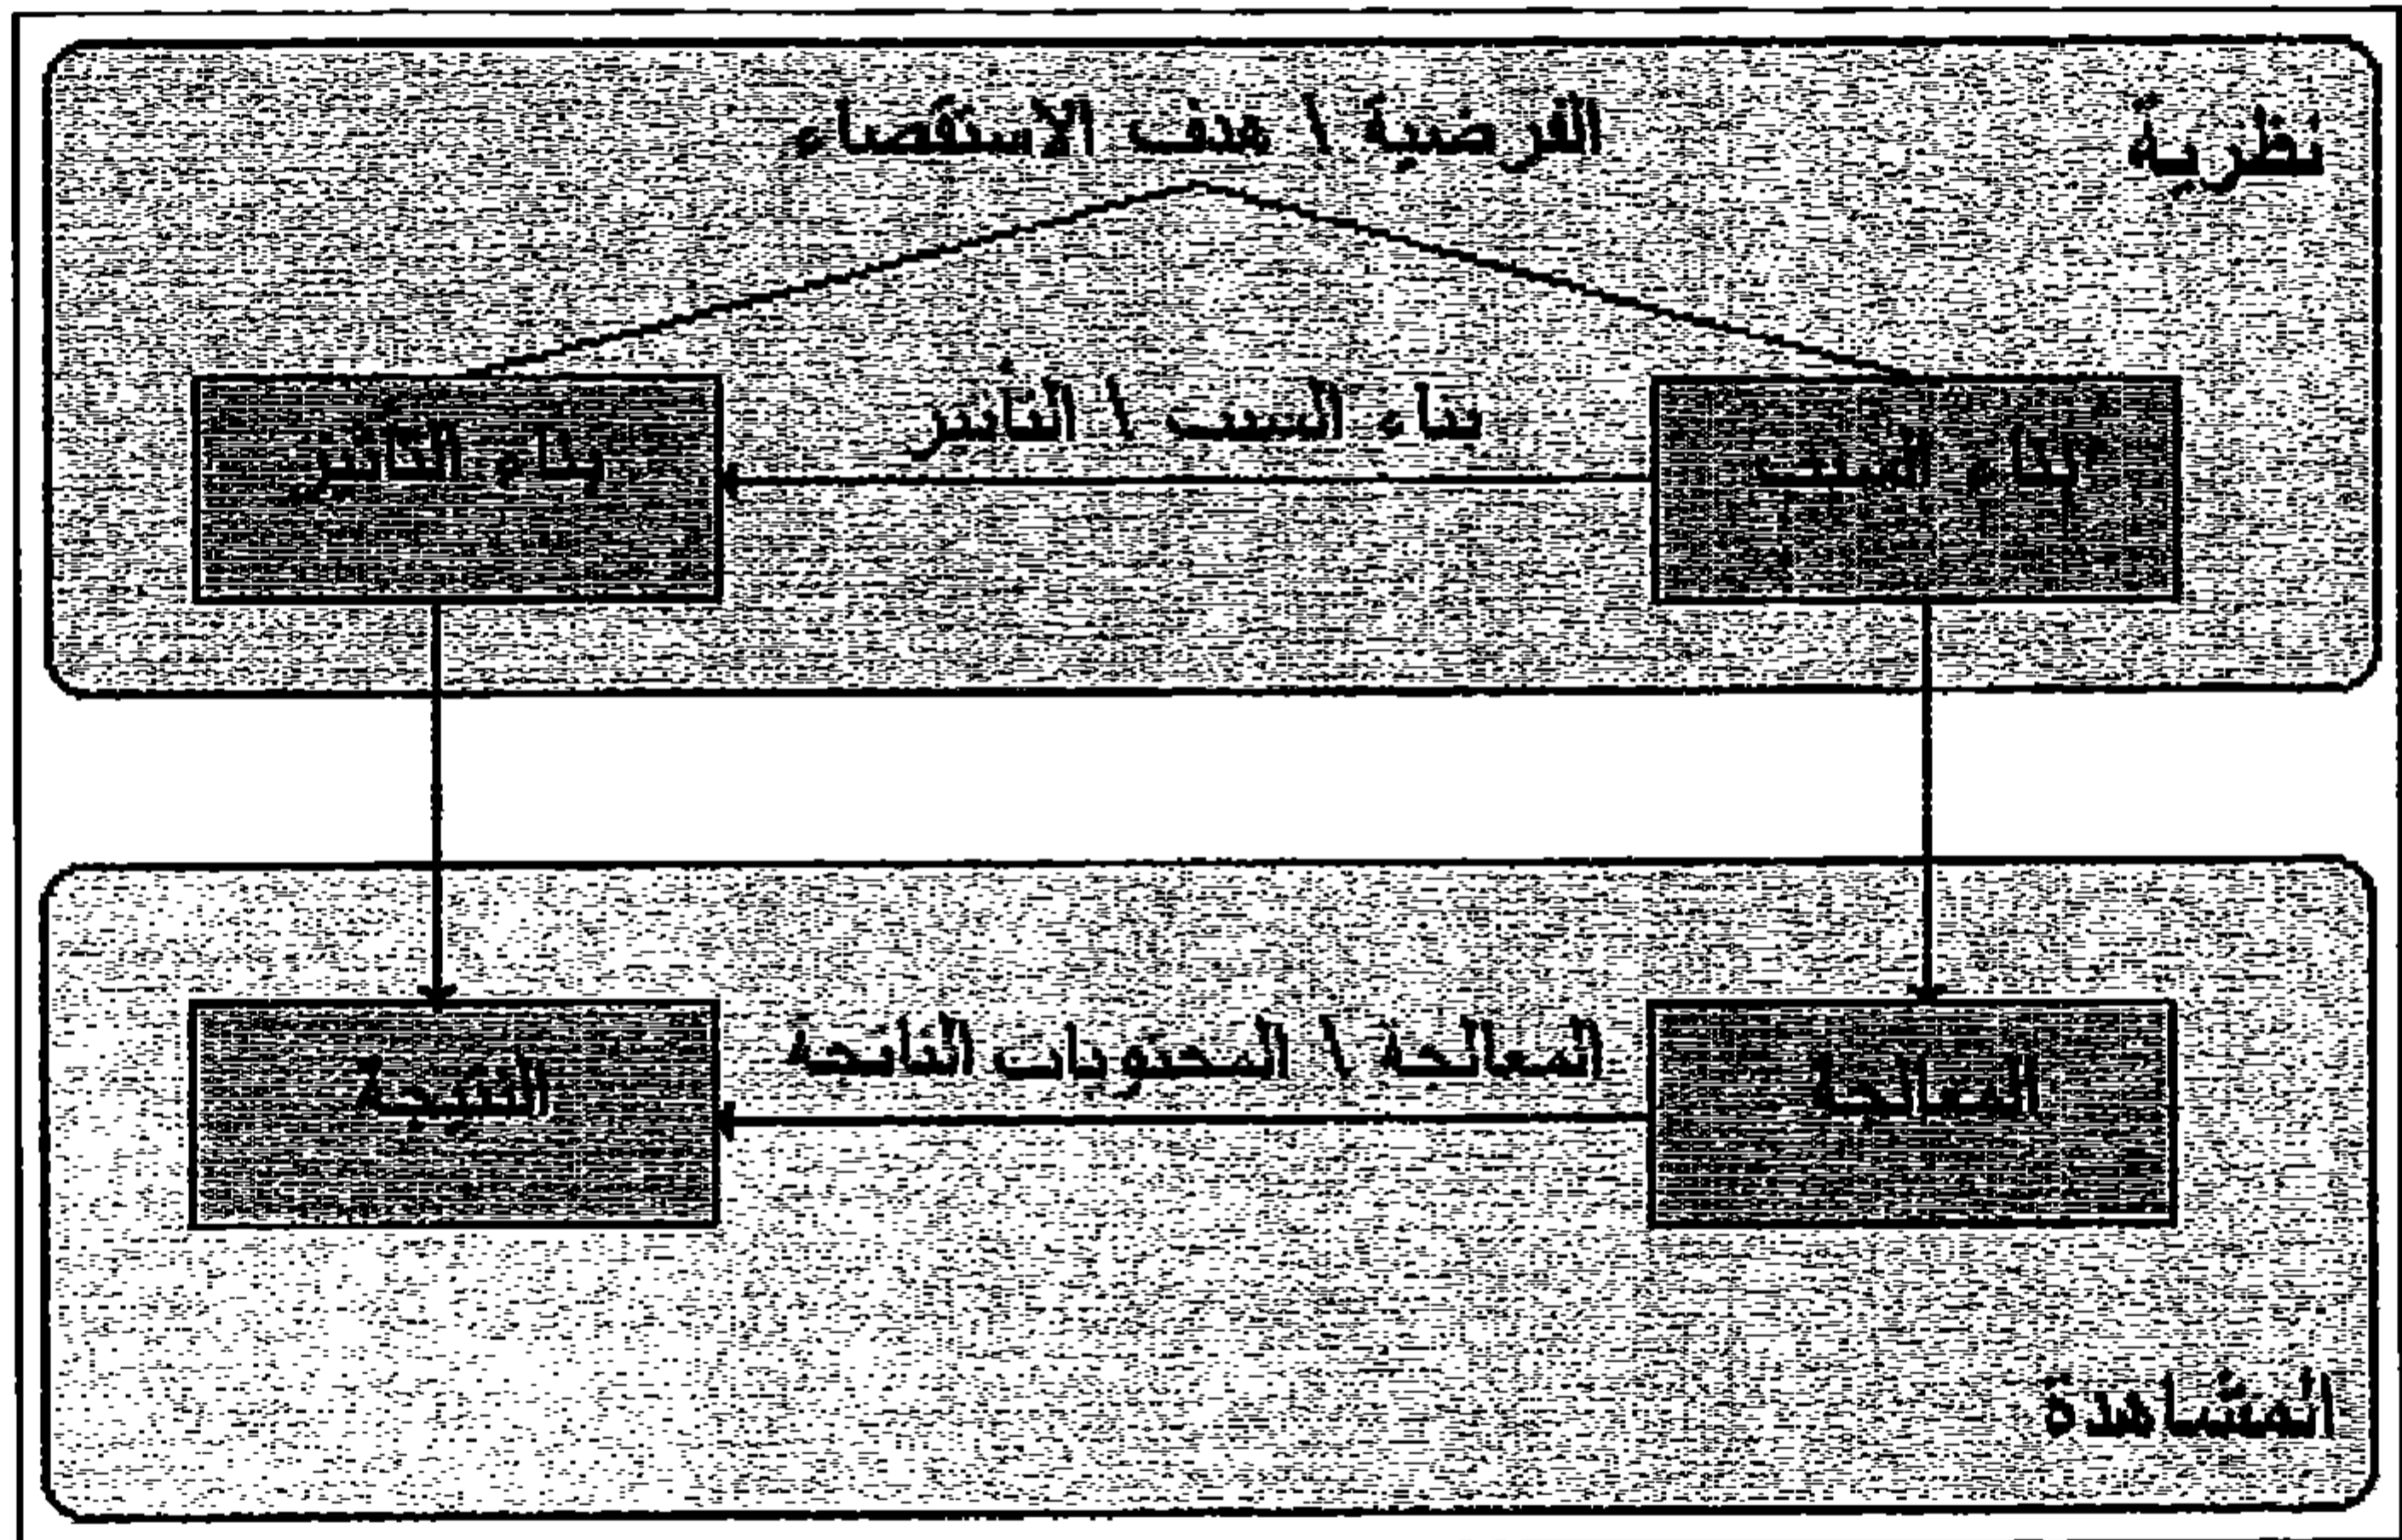 نظرية
الفرضية \ هدف الاستقصاء
بناء السبب \ التأثير
بناء السبب
بناء التأثير
المعالجة \ المحتويات الناتجة
المعالجة
النتيجة
المشاهدة